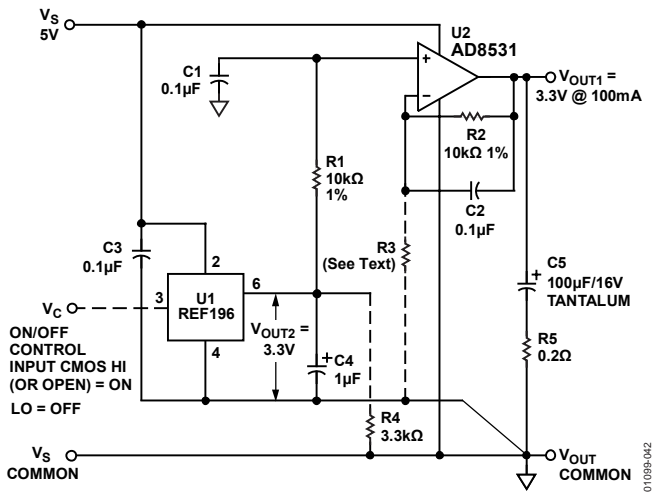 VS
5V
U2
AD8531
C1
0.1µF
+
−
VOUT1 =
3.3V @ 100mA
R2
10kΩ 1%
R1
10kΩ
1%
C2
0.1µF
C3
0.1µF
R3
(See Text)
2
C5
+
100µF/16V
TANTALUM
VC
3
U1
REF196
6
VOUT2 =
3.3V
ON/OFF
CONTROL
INPUT CMOS HI
(OR OPEN) = ON
LO = OFF
4
+
C4
1µF
R5
0.2Ω
R4
3.3kΩ
VS
COMMON
VOUT
COMMON
01099-042